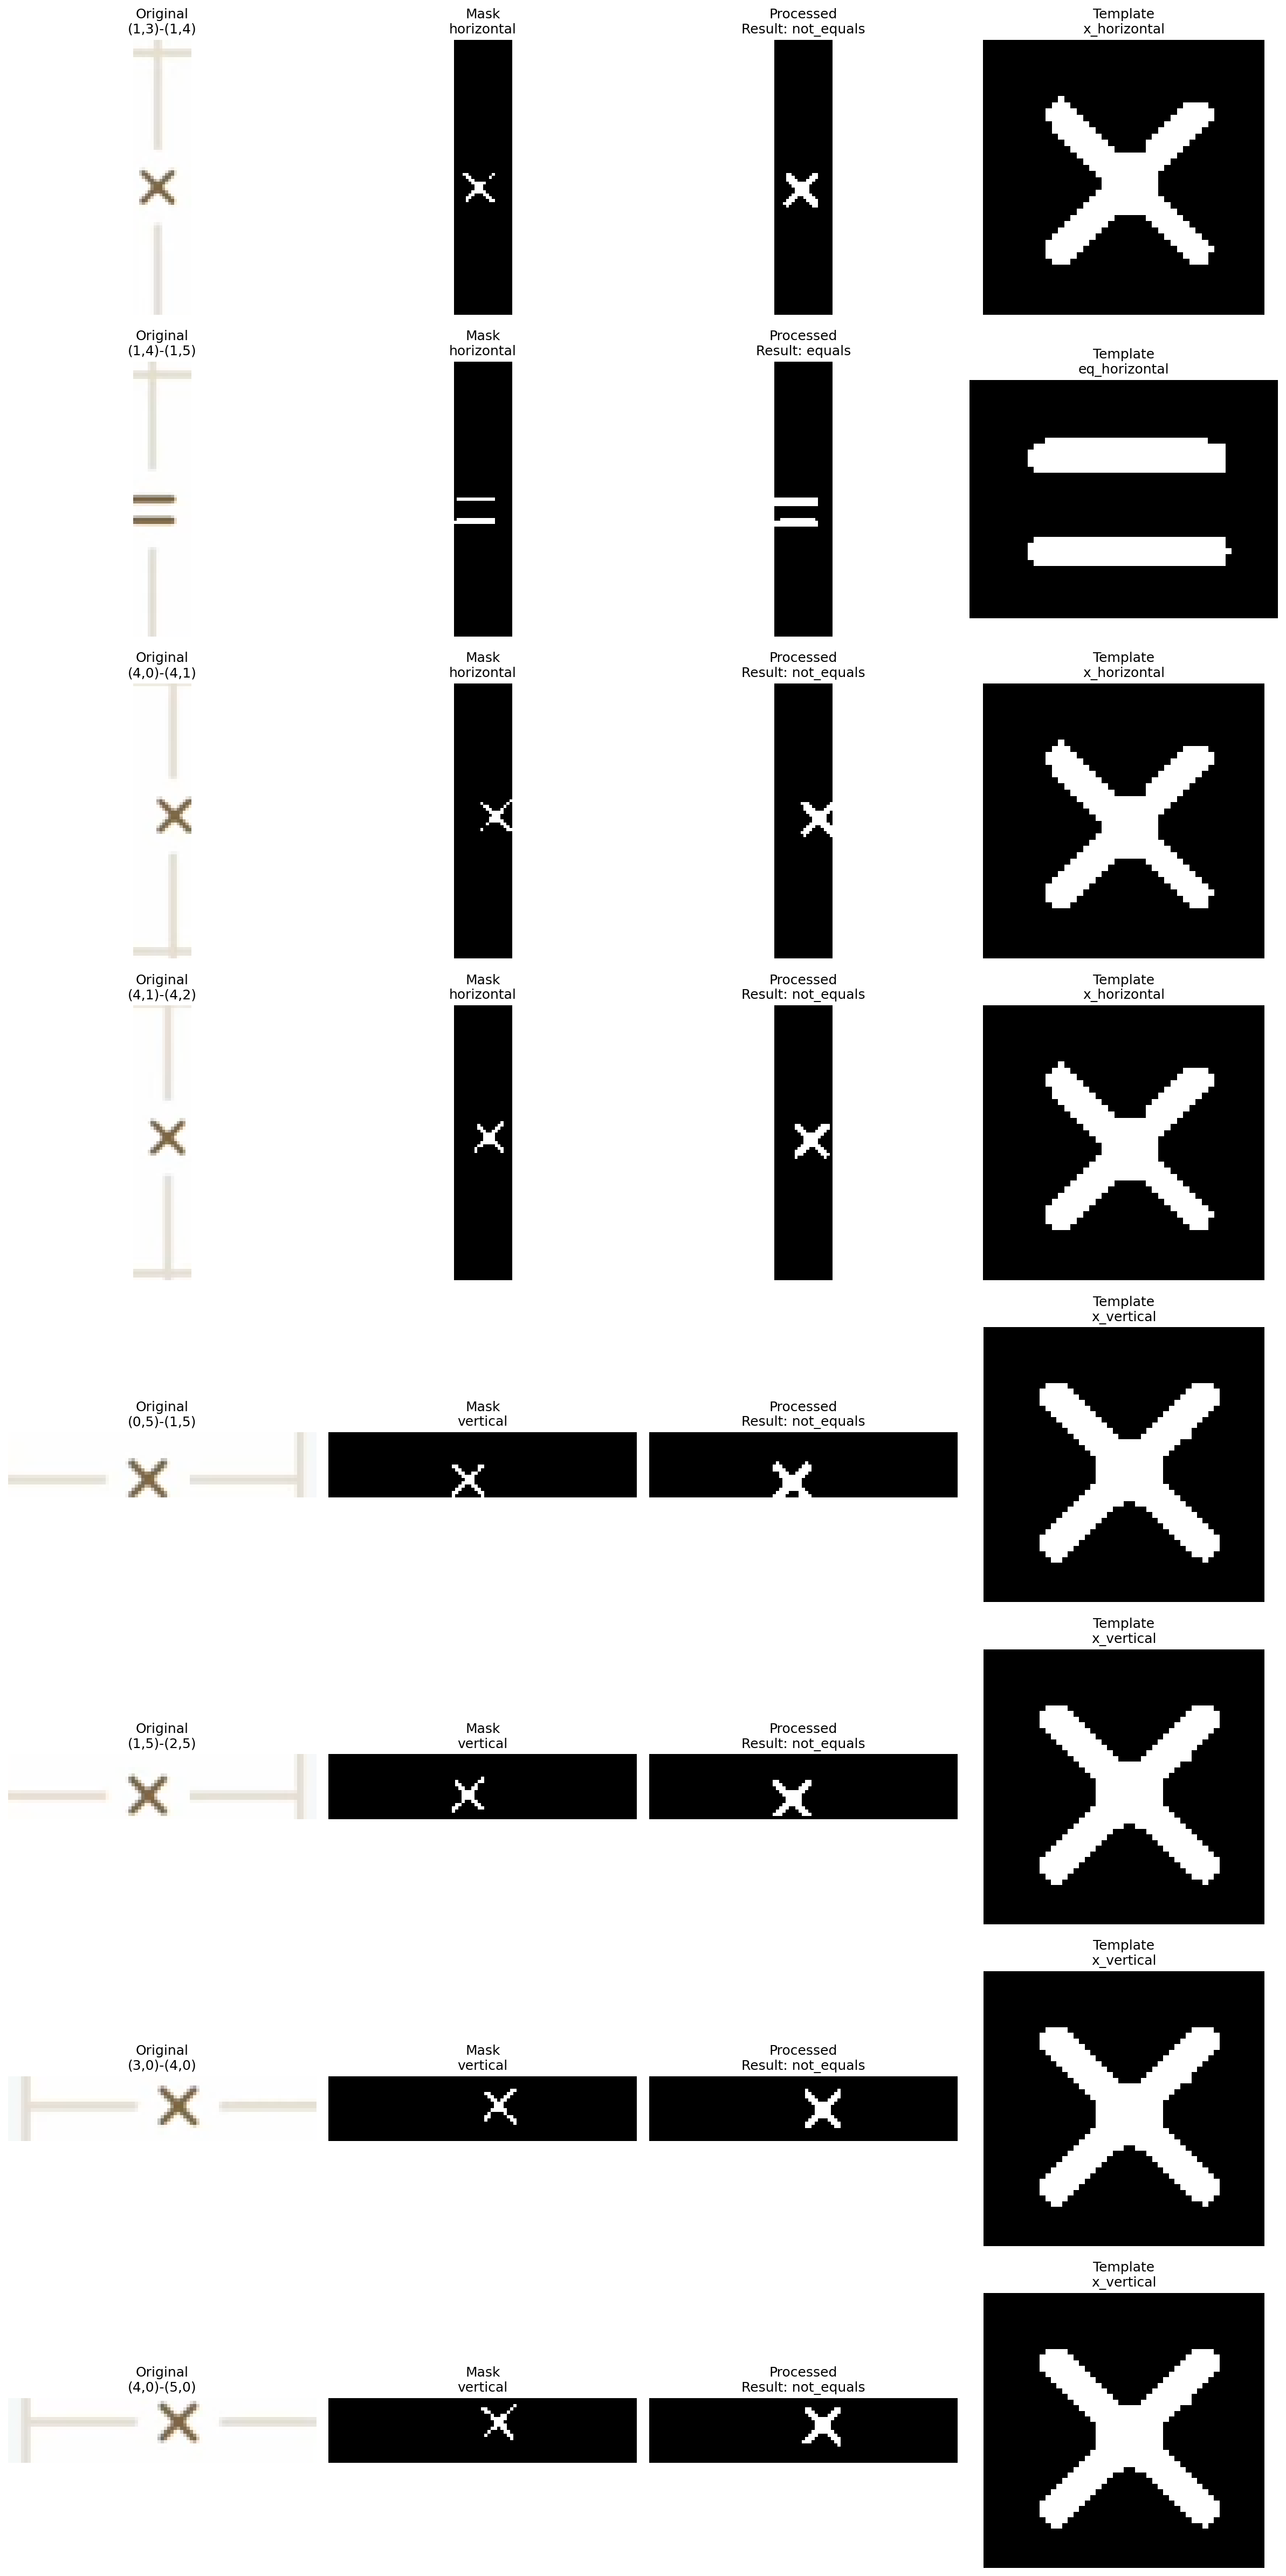 Original
(1,3)-(1,4)
Mask
horizontal
Processed
Result: not_equals
Template
x_horizontal
Original
(1,4)-(1,5)
Mask
horizontal
Processed
Result: equals
Template
eq_horizontal
Original
(4,0)-(4,1)
Mask
horizontal
Processed
Result: not_equals
Template
x_horizontal
Original
(4,1)-(4,2)
Mask
horizontal
Processed
Result: not_equals
Template
x_horizontal
Original
(0,5)-(1,5)
Mask
vertical
Processed
Result: not_equals
Template
x_vertical
Original
(1,5)-(2,5)
Mask
vertical
Processed
Result: not_equals
Template
x_vertical
Original
(3,0)-(4,0)
Mask
vertical
Processed
Result: not_equals
Template
x_vertical
Original
(4,0)-(5,0)
Mask
vertical
Processed
Result: not_equals
Template
x_vertical